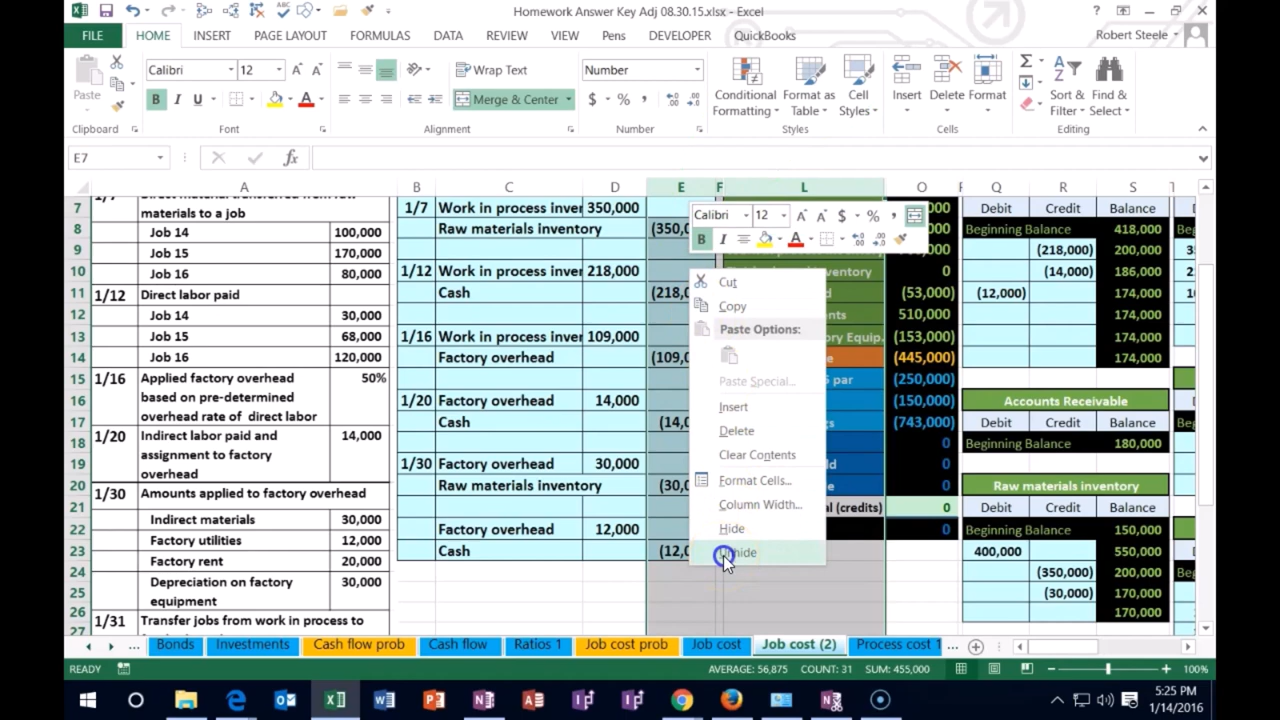 Homework Answer Key Adj 08.30.15.xlsx - Excel
FILE HOME INSERT PAGE LAYOUT FORMULAS DATA REVIEW VIEW Pens DEVELOPER QuickBooks Robert Steele
Paste Calibri 12 Wrap Text Number Conditional Formatting Format as Table Cell Styles Insert Delete Format Sort & Filter Find & Select
B I U Merge & Center $ % ,
Clipboard Font Alignment Number Styles Cells Editing
E7 fx
A B C D E F L O Q R S T
7 materials to a job 1/7 Work in process inver 350,000 Debit Credit Balance
8 Job 14 100,000 Raw materials inventory (350,0 Beginning Balance 418,000
9 Job 15 170,000 (218,000) 200,000
10 Job 16 80,000 1/12 Work in process inver 218,000 0 (14,000) 186,000
11 1/12 Direct labor paid Cash (218, (53,000) (12,000) 174,000
12 Job 14 30,000 510,000 174,000
13 Job 15 68,000 1/16 Work in process inver 109,000 (153,000) 174,000
14 Job 16 120,000 Factory overhead (109, (445,000) 174,000
15 1/16 Applied factory overhead 50% (250,000)
16 based on pre-determined 1/20 Factory overhead 14,000 (150,000) Accounts Receivable
17 overhead rate of direct labor Cash (14, (743,000) Debit Credit Balance
18 1/20 Indirect labor paid and 14,000 0 Beginning Balance 180,000
19 assignment to factory overhead 1/30 Factory overhead 30,000 0
20 1/30 Amounts applied to factory overhead Raw materials inventory (30, 0 Raw materials inventory
21 Indirect materials 30,000 (credits) 0 Debit Credit Balance
22 Factory utilities 12,000 Factory overhead 12,000 0 Beginning Balance 150,000
23 Factory rent 20,000 Cash (12, 400,000 550,000
24 Depreciation on factory 30,000 (350,000) 200,000
25 equipment (30,000) 170,000
26 1/31 Transfer jobs from work in process to 170,000
27
Calibri 12 $ % ,
B I
Cut
Copy
Paste Options:
Paste Special...
Insert
Delete
Clear Contents
Format Cells...
Column Width...
Hide
Unhide
... Bonds Investments Cash flow prob Cash flow Ratios 1 Job cost prob Job cost Job cost (2) Process cost 1 ...
READY AVERAGE: 56,875 COUNT: 31 SUM: 455,000 100%
5:25 PM
1/14/2016